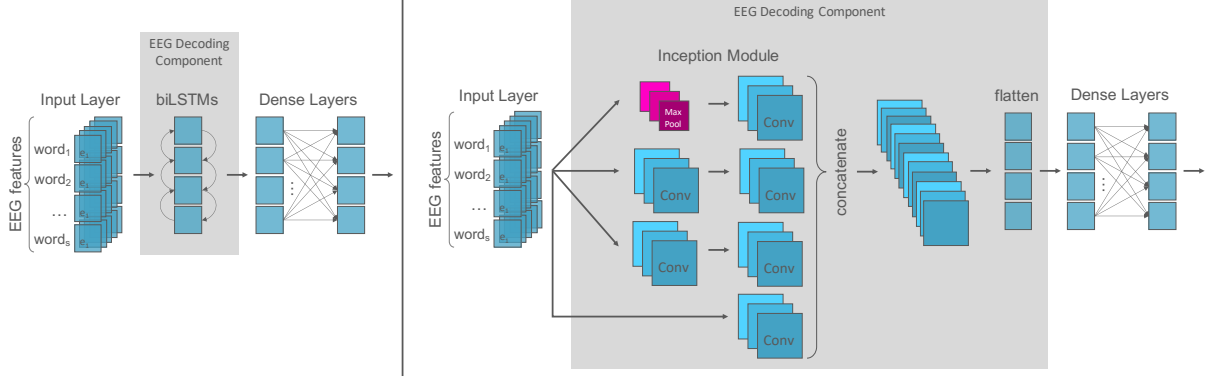 EEG Decoding
Component
Input Layer
biLSTMs
Dense Layers
EEG features
word1
e1
word2
e1
...
e1
words
e1
...
EEG Decoding Component
Inception Module
Input Layer
EEG features
word1
e1
word2
e1
...
e1
words
e1
Max
Pool
Conv
Conv
Conv
Conv
Conv
Conv
concatenate
flatten
Dense Layers
...